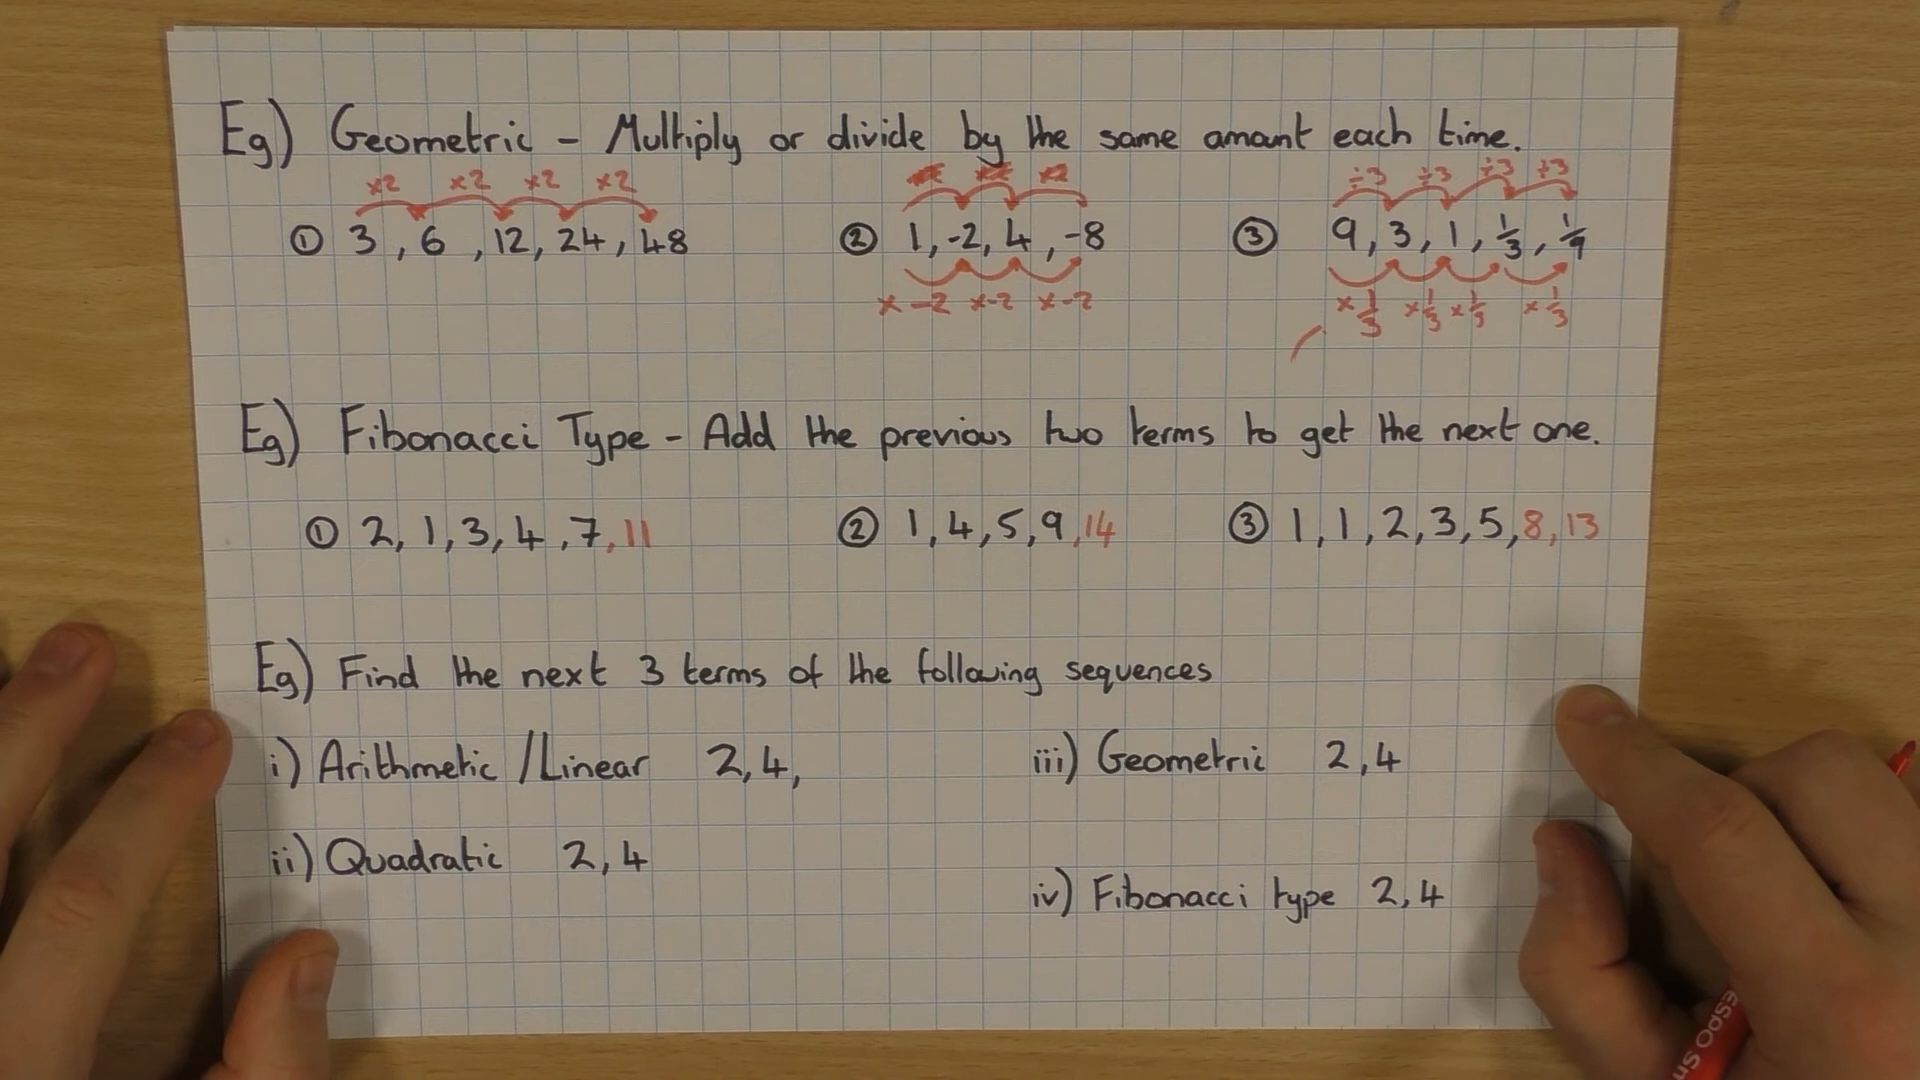 Eg) Geometric - Multiply or divide by the same amount each time.
×2 ×2 ×2 ×2 ×2 ÷3 ÷3 ÷3 ÷3
① 3, 6, 12, 24, 48 ② 1, -2, 4, -8 ③ 9, 3, 1, 1/3, 1/9
× -2 ×-2 ×-2 × 1/3 × 1/3 × 1/3 × 1/3
Eg) Fibonacci Type - Add the previous two terms to get the next one.
① 2, 1, 3, 4, 7, 11 ② 1, 4, 5, 9, 14 ③ 1, 1, 2, 3, 5, 8, 13
Eg) Find the next 3 terms of the following sequences
i) Arithmetic / Linear 2, 4, iii) Geometric 2, 4
ii) Quadratic 2, 4
iv) Fibonacci type 2, 4
ESPO